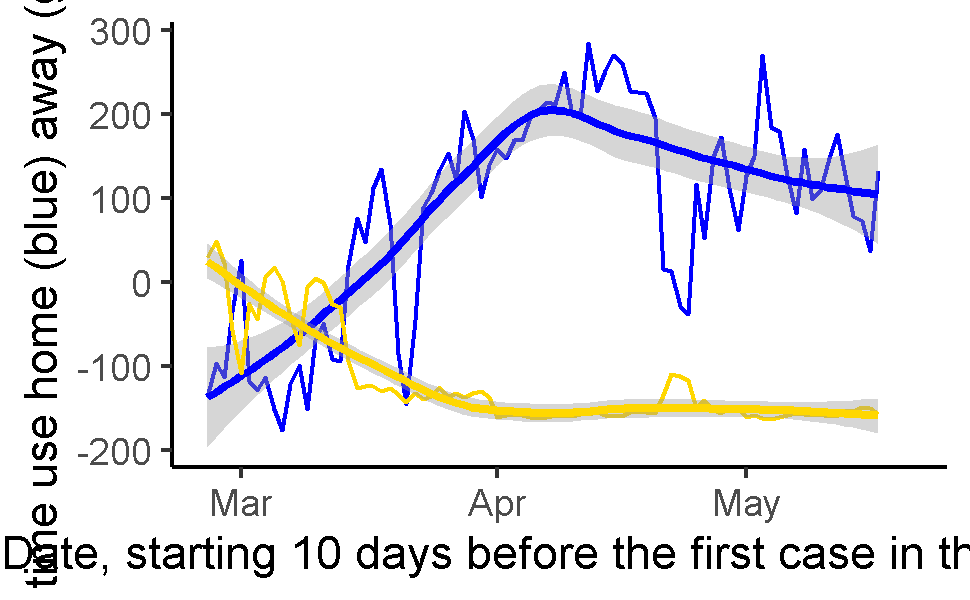 time use home (blue) away (
300
200
100
0
-100
-200
Mar Apr May
Date, starting 10 days before the first case in th